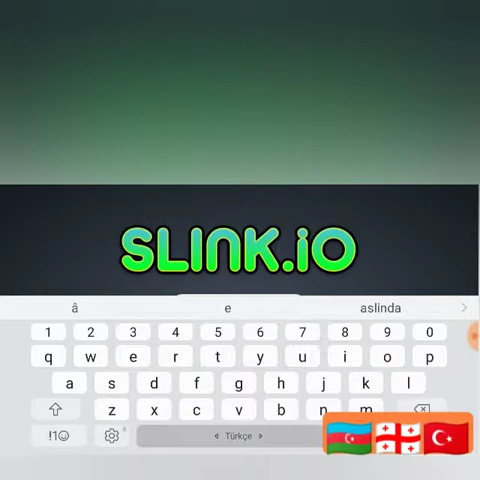 SLINK.iO
â e aslinda
1 2 3 4 5 6 7 8 9 0
q w e r t y u i o p
a s d f g h j k l
z x c v b n m
!1☺ Türkçe